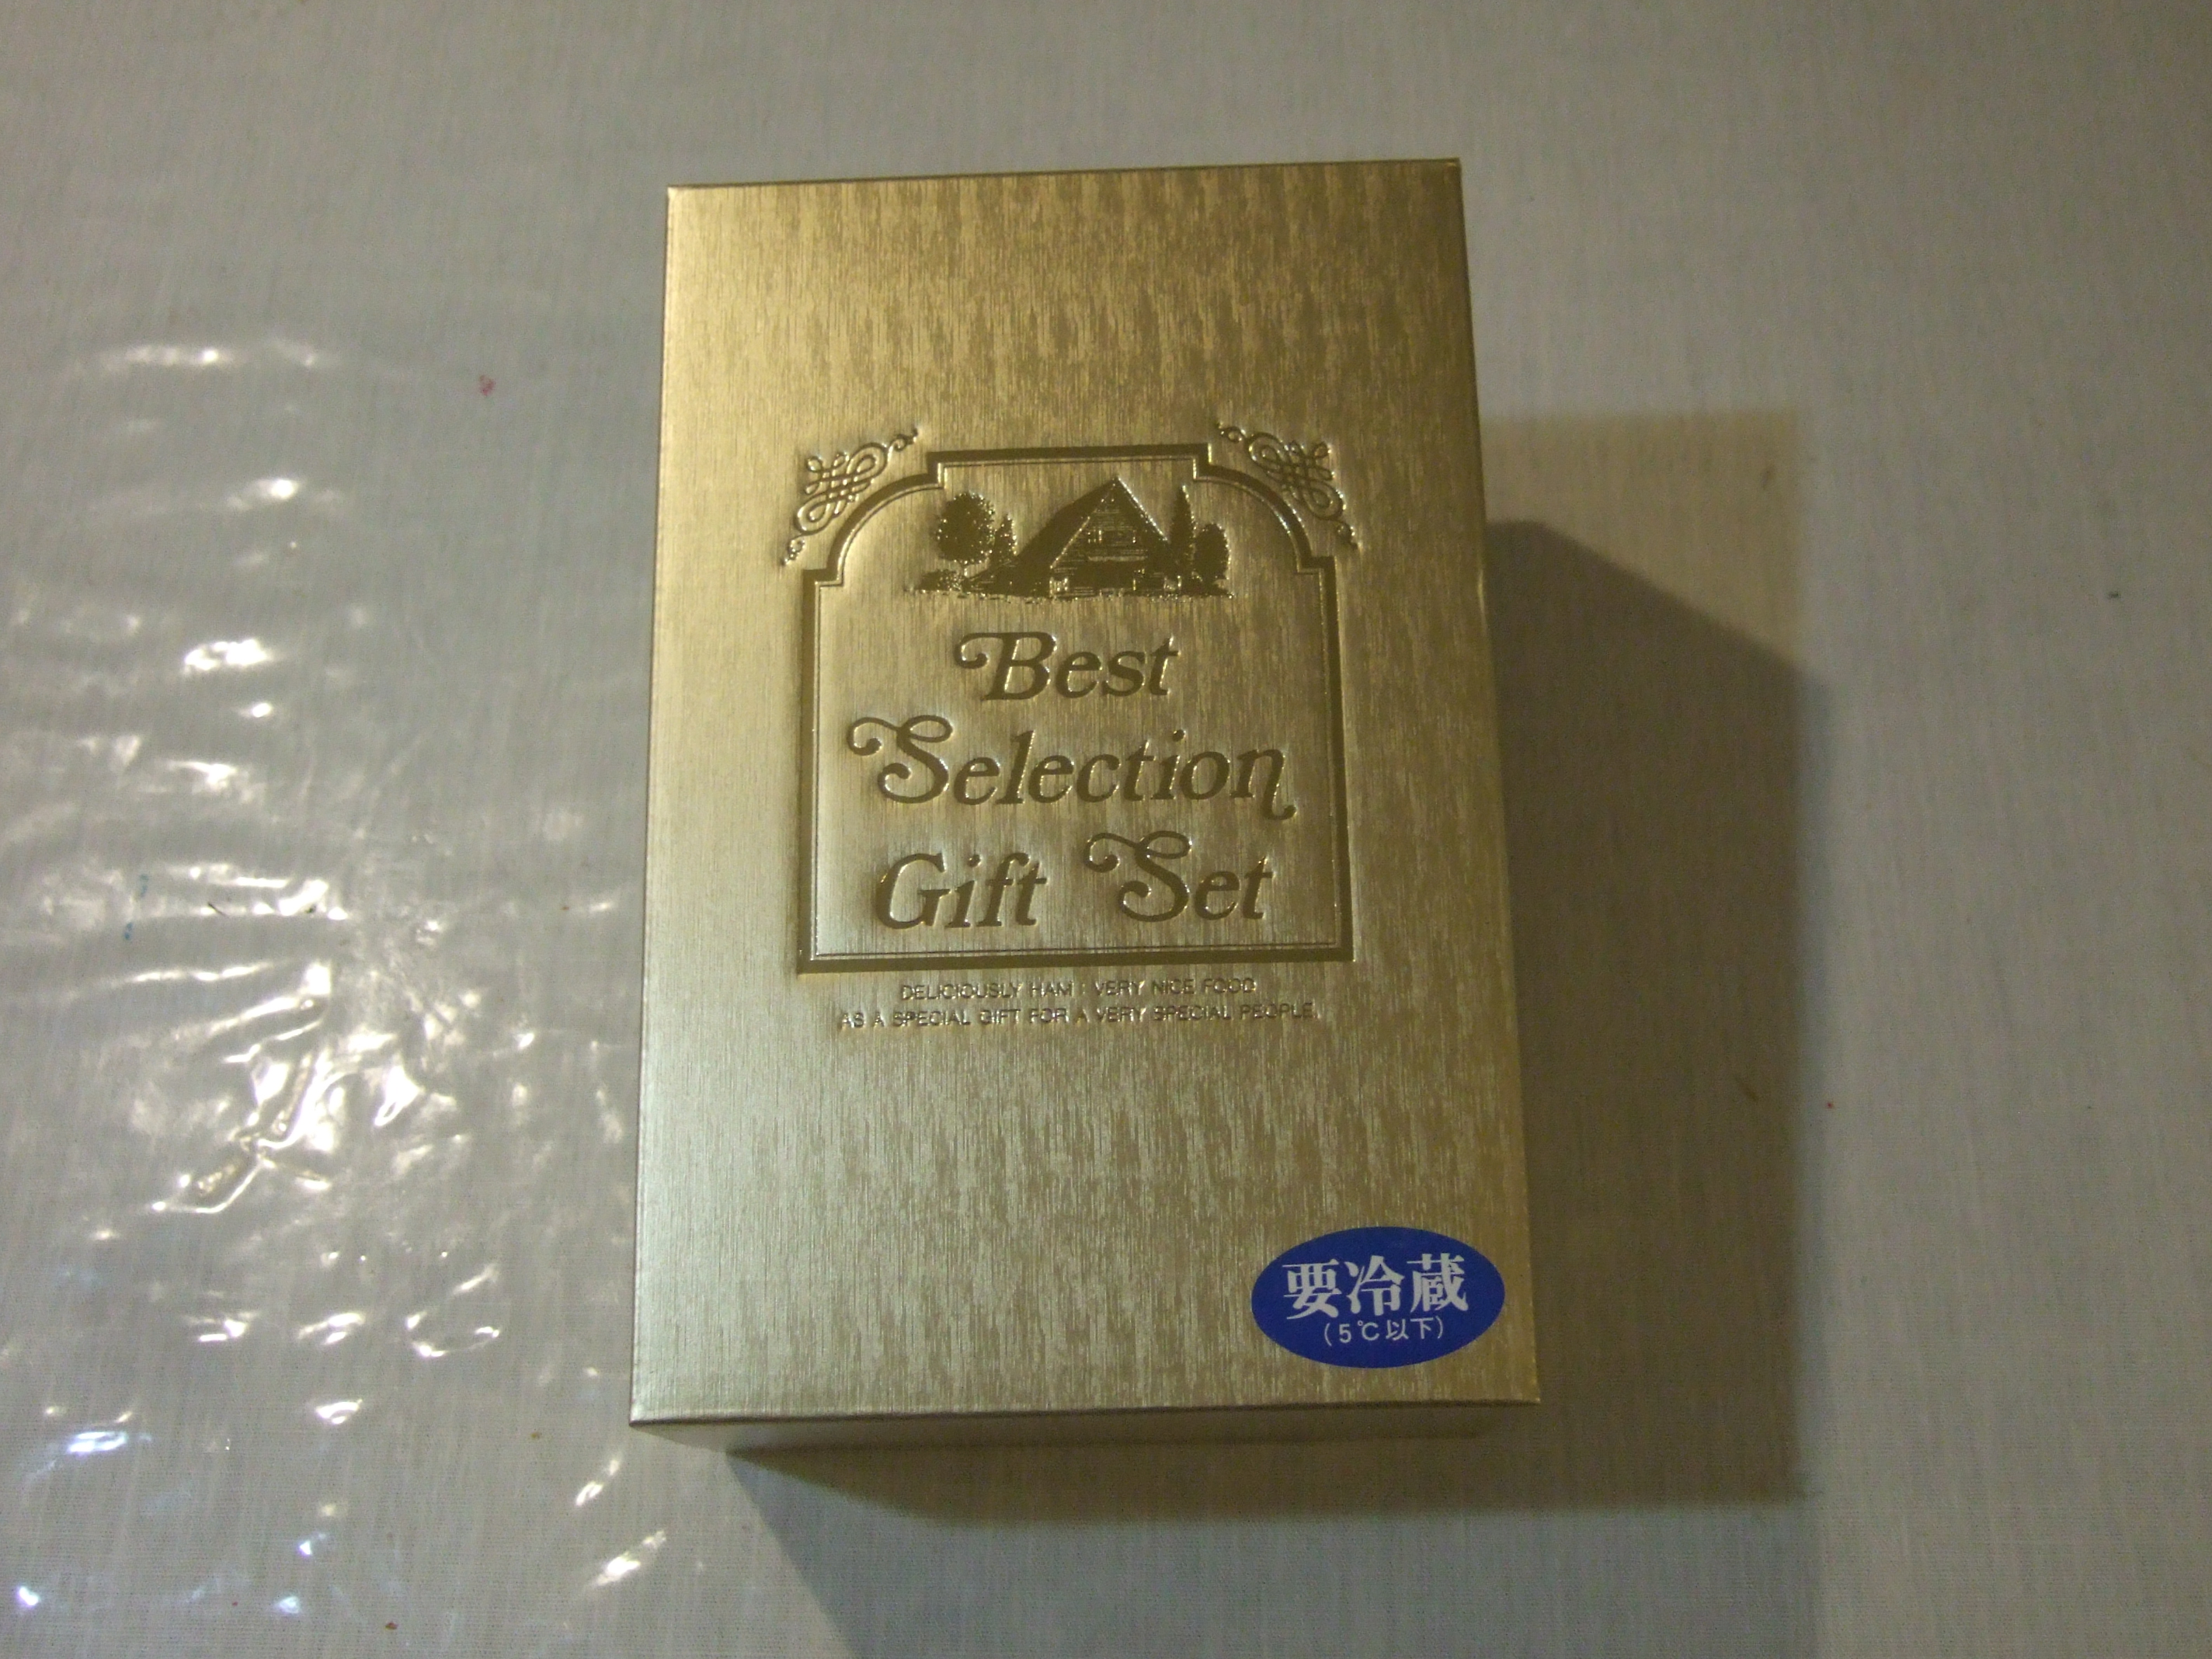 Best
Selection
Gift Set
DELICIOUSLY HAM : VERY NICE FOOD
AS A SPECIAL GIFT FOR A VERY SPECIAL PEOPLE.
要冷蔵
(5℃以下)